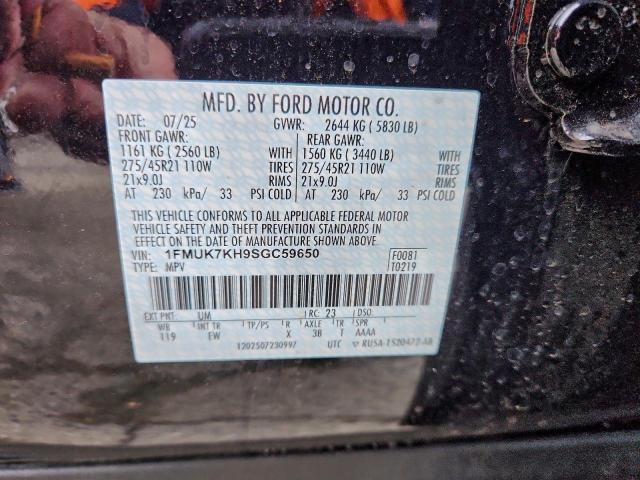 MFD. BY FORD MOTOR CO.
DATE: 07/25 GVWR: 2644 KG ( 5830 LB)
FRONT GAWR: REAR GAWR:
1161 KG ( 2560 LB) WITH 1560 KG ( 3440 LB) WITH
275/45R21 110W TIRES 275/45R21 110W TIRES
21x9.0J RIMS 21x9.0J RIMS
AT 230 kPa/ 33 PSI COLD AT 230 kPa/ 33 PSI COLD
THIS VEHICLE CONFORMS TO ALL APPLICABLE FEDERAL MOTOR
VEHICLE SAFETY AND THEFT PREVENTION STANDARDS IN
EFFECT ON THE DATE OF MANUFACTURE SHOWN ABOVE.
VIN: 1FMUK7KH9SGC59650 F0081
TYPE: MPV T0219
EXT PNT: UM RC: 23 DSO:
WB INT TR TP/PS R AXLE TR SPR
119 EW X 3B T AAAA
120250723099? UTC RU5A-1520472-AB